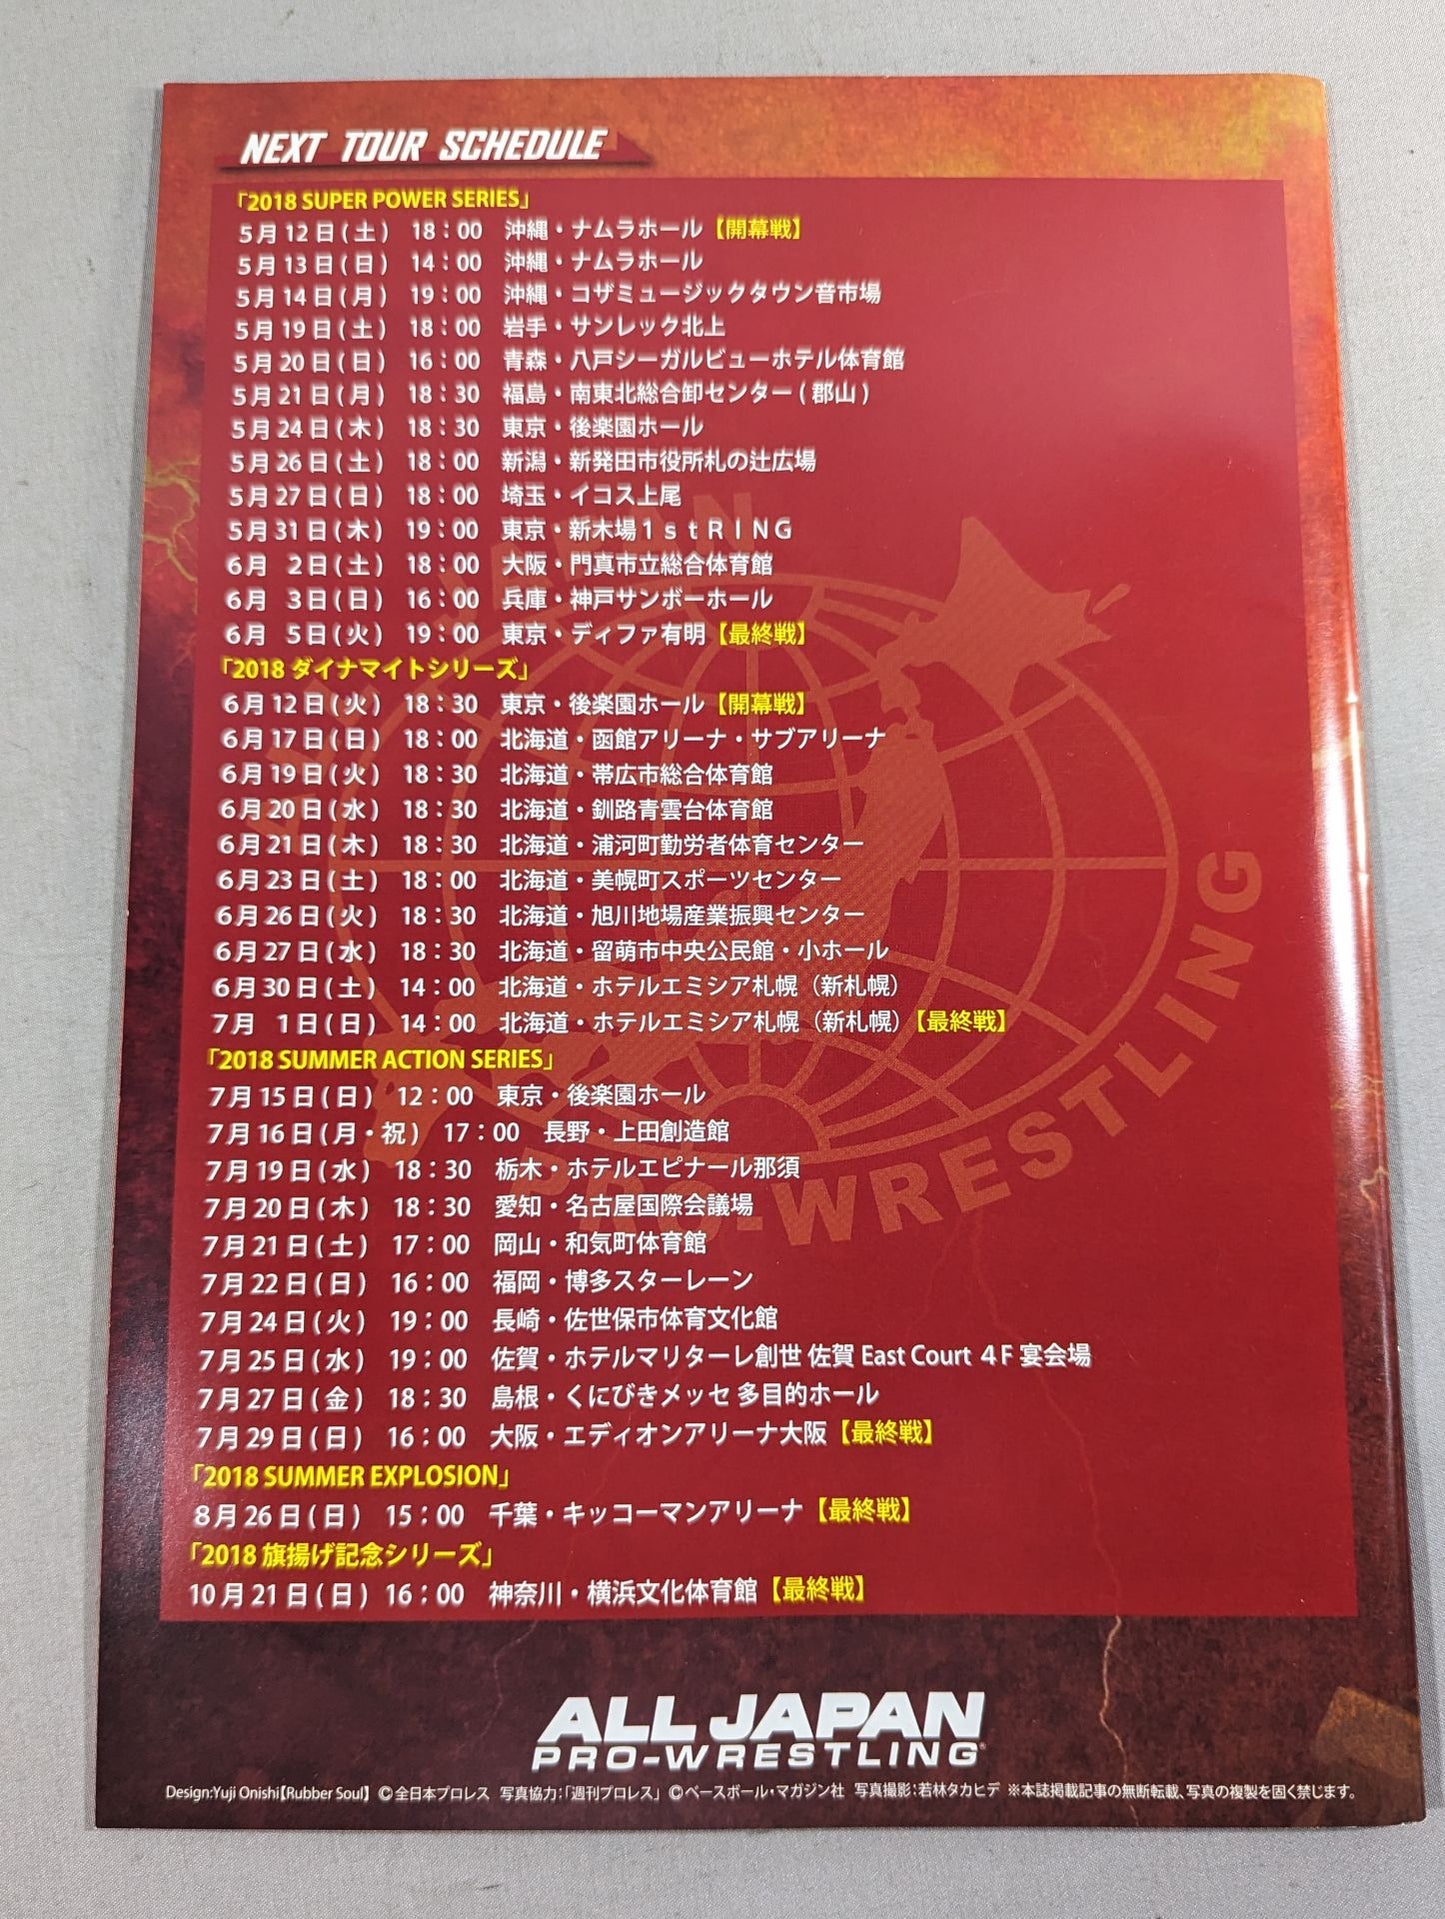 NEXT TOUR SCHEDULE
「2018 SUPER POWER SERIES」
5月12日(土) 18：00 沖縄・ナムラホール【開幕戦】
5月13日(日) 14：00 沖縄・ナムラホール
5月14日(月) 19：00 沖縄・コザミュージックタウン音市場
5月19日(土) 18：00 岩手・サンレック北上
5月20日(日) 16：00 青森・八戸シーガルビューホテル体育館
5月21日(月) 18：30 福島・南東北総合卸センター(郡山)
5月24日(木) 18：30 東京・後楽園ホール
5月26日(土) 18：00 新潟・新発田市役所札の辻広場
5月27日(日) 18：00 埼玉・イコス上尾
5月31日(木) 19：00 東京・新木場１ｓｔＲＩＮＧ
6月 2日(土) 18：00 大阪・門真市立総合体育館
6月 3日(日) 16：00 兵庫・神戸サンボーホール
6月 5日(火) 19：00 東京・ディファ有明【最終戦】
「2018 ダイナマイトシリーズ」
6月12日(火) 18：30 東京・後楽園ホール【開幕戦】
6月17日(日) 18：00 北海道・函館アリーナ・サブアリーナ
6月19日(火) 18：30 北海道・帯広市総合体育館
6月20日(水) 18：30 北海道・釧路青雲台体育館
6月21日(木) 18：30 北海道・浦河町勤労者体育センター
6月23日(土) 18：00 北海道・美幌町スポーツセンター
6月26日(火) 18：30 北海道・旭川地場産業振興センター
6月27日(水) 18：30 北海道・留萌市中央公民館・小ホール
6月30日(土) 14：00 北海道・ホテルエミシア札幌（新札幌）
7月 1日(日) 14：00 北海道・ホテルエミシア札幌（新札幌）【最終戦】
「2018 SUMMER ACTION SERIES」
7月15日(日) 12：00 東京・後楽園ホール
7月16日(月・祝) 17：00 長野・上田創造館
7月19日(水) 18：30 栃木・ホテルエピナール那須
7月20日(木) 18：30 愛知・名古屋国際会議場
7月21日(土) 17：00 岡山・和気町体育館
7月22日(日) 16：00 福岡・博多スターレーン
7月24日(火) 19：00 長崎・佐世保市体育文化館
7月25日(水) 19：00 佐賀・ホテルマリターレ創世 佐賀 East Court ４F 宴会場
7月27日(金) 18：30 島根・くにびきメッセ 多目的ホール
7月29日(日) 16：00 大阪・エディオンアリーナ大阪【最終戦】
「2018 SUMMER EXPLOSION」
8月26日(日) 15：00 千葉・キッコーマンアリーナ【最終戦】
「2018 旗揚げ記念シリーズ」
10月21日(日) 16：00 神奈川・横浜文化体育館【最終戦】
ALL JAPAN
PRO-WRESTLING
ALL JAPAN
PRO-WRESTLING®
Design:Yuji Onishi【Rubber Soul】 ©全日本プロレス 写真協力：「週刊プロレス」 ©ベースボール・マガジン社 写真撮影：若林タカヒデ ※本誌掲載記事の無断転載、写真の複製を固く禁じます。